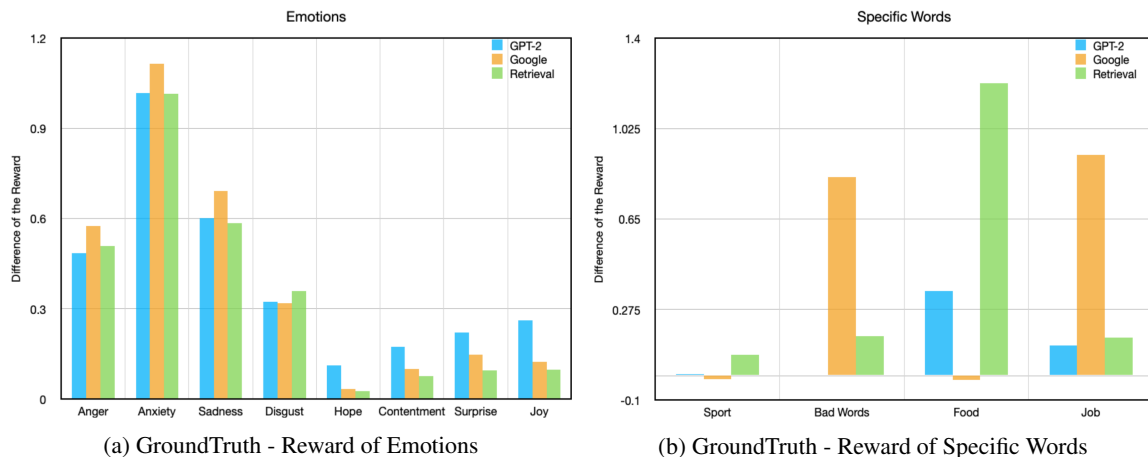 Emotions
1.2
0.9
0.6
0.3
0
Difference of the Reward
GPT-2
Google
Retrieval
Anger Anxiety Sadness Disgust Hope Contentment Surprise Joy
(a) GroundTruth - Reward of Emotions
Specific Words
1.4
1.025
0.65
0.275
-0.1
Difference of the Reward
GPT-2
Google
Retrieval
Sport Bad Words Food Job
(b) GroundTruth - Reward of Specific Words